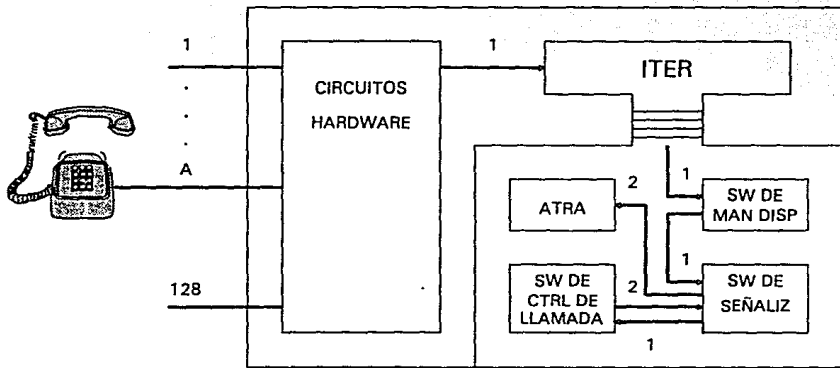 1
1
ITER
CIRCUITOS
HARDWARE
A
2
1
ATRA
SW DE
MAN DISP
1
128
SW DE
CTRL DE
LLAMADA
2
SW DE
SEÑALIZ
1